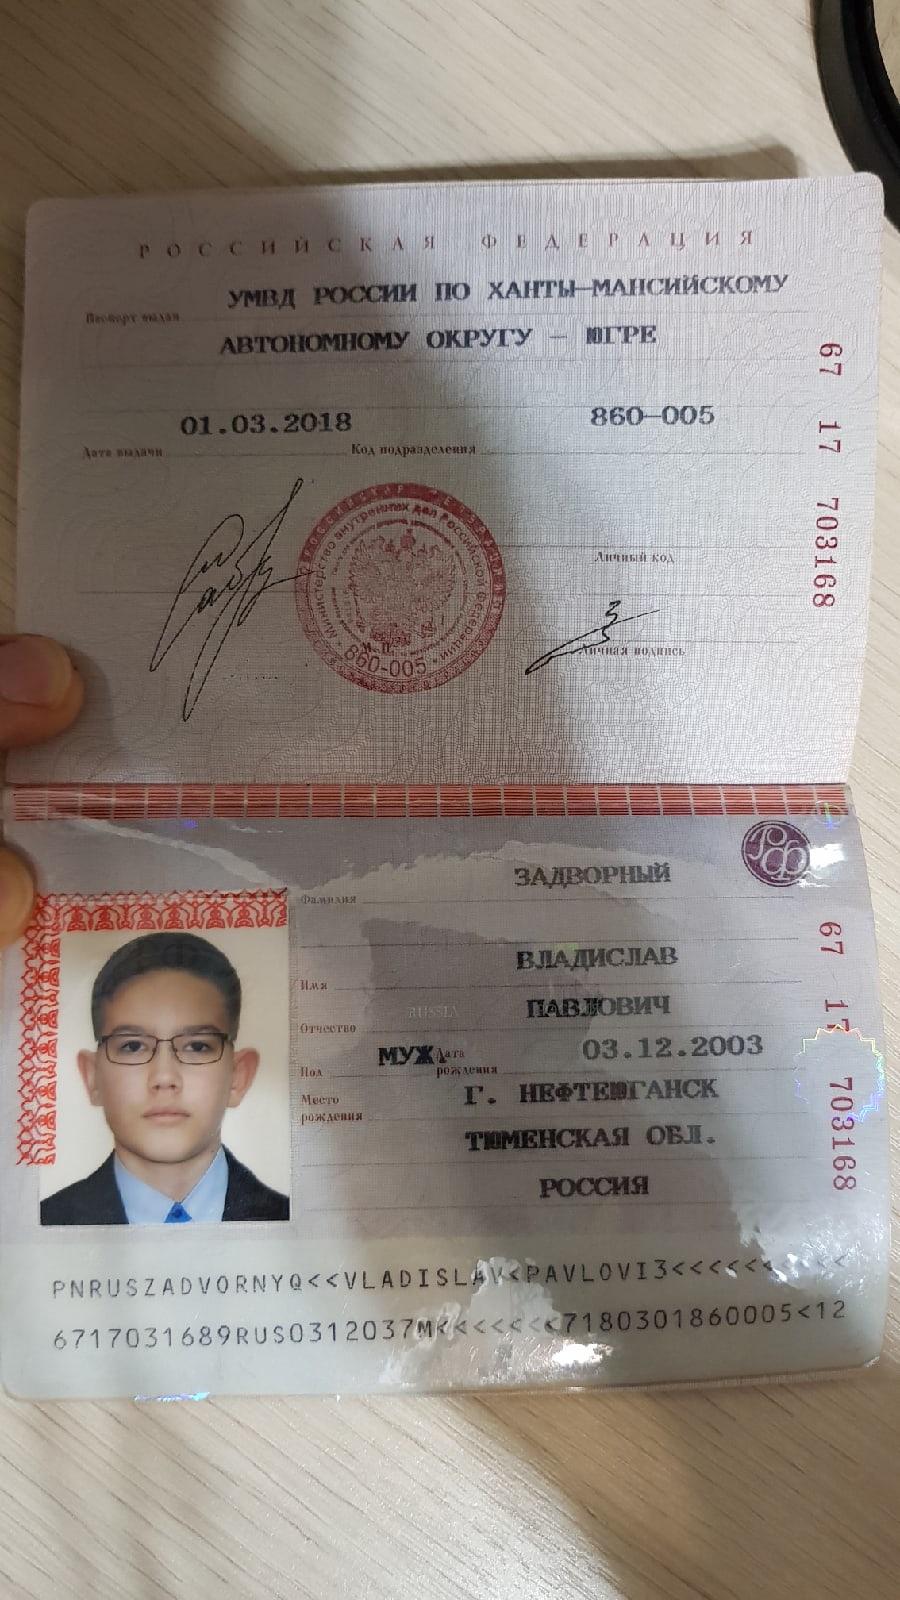 РОССИЙСКАЯ ФЕДЕРАЦИЯ
Паспорт выдан УМВД РОССИИ ПО ХАНТЫ-МАНСИЙСКОМУ
АВТОНОМНОМУ ОКРУГУ - ЮГРЕ
Дата выдачи 01.03.2018 Код подразделения 860-005
67 17 703168
Личный код
Министерство внутренних дел Российской Федерации
М. П.
860-005
Личная подпись
Фамилия ЗАДВОРНЫЙ
Имя ВЛАДИСЛАВ
Отчество ПАВЛОВИЧ
RUSSIA
Пол МУЖ. Дата рождения 03.12.2003
Место рождения Г. НЕФТЕЮГАНСК
ТЮМЕНСКАЯ ОБЛ.
РОССИЯ
РФ
67 17 703168
PNRUSZADVORNYQ<<VLADISLAV<PAVLOVI3<<<<<<<<<<
6717031689RUS0312037M<<<<<<<7180301860005<12